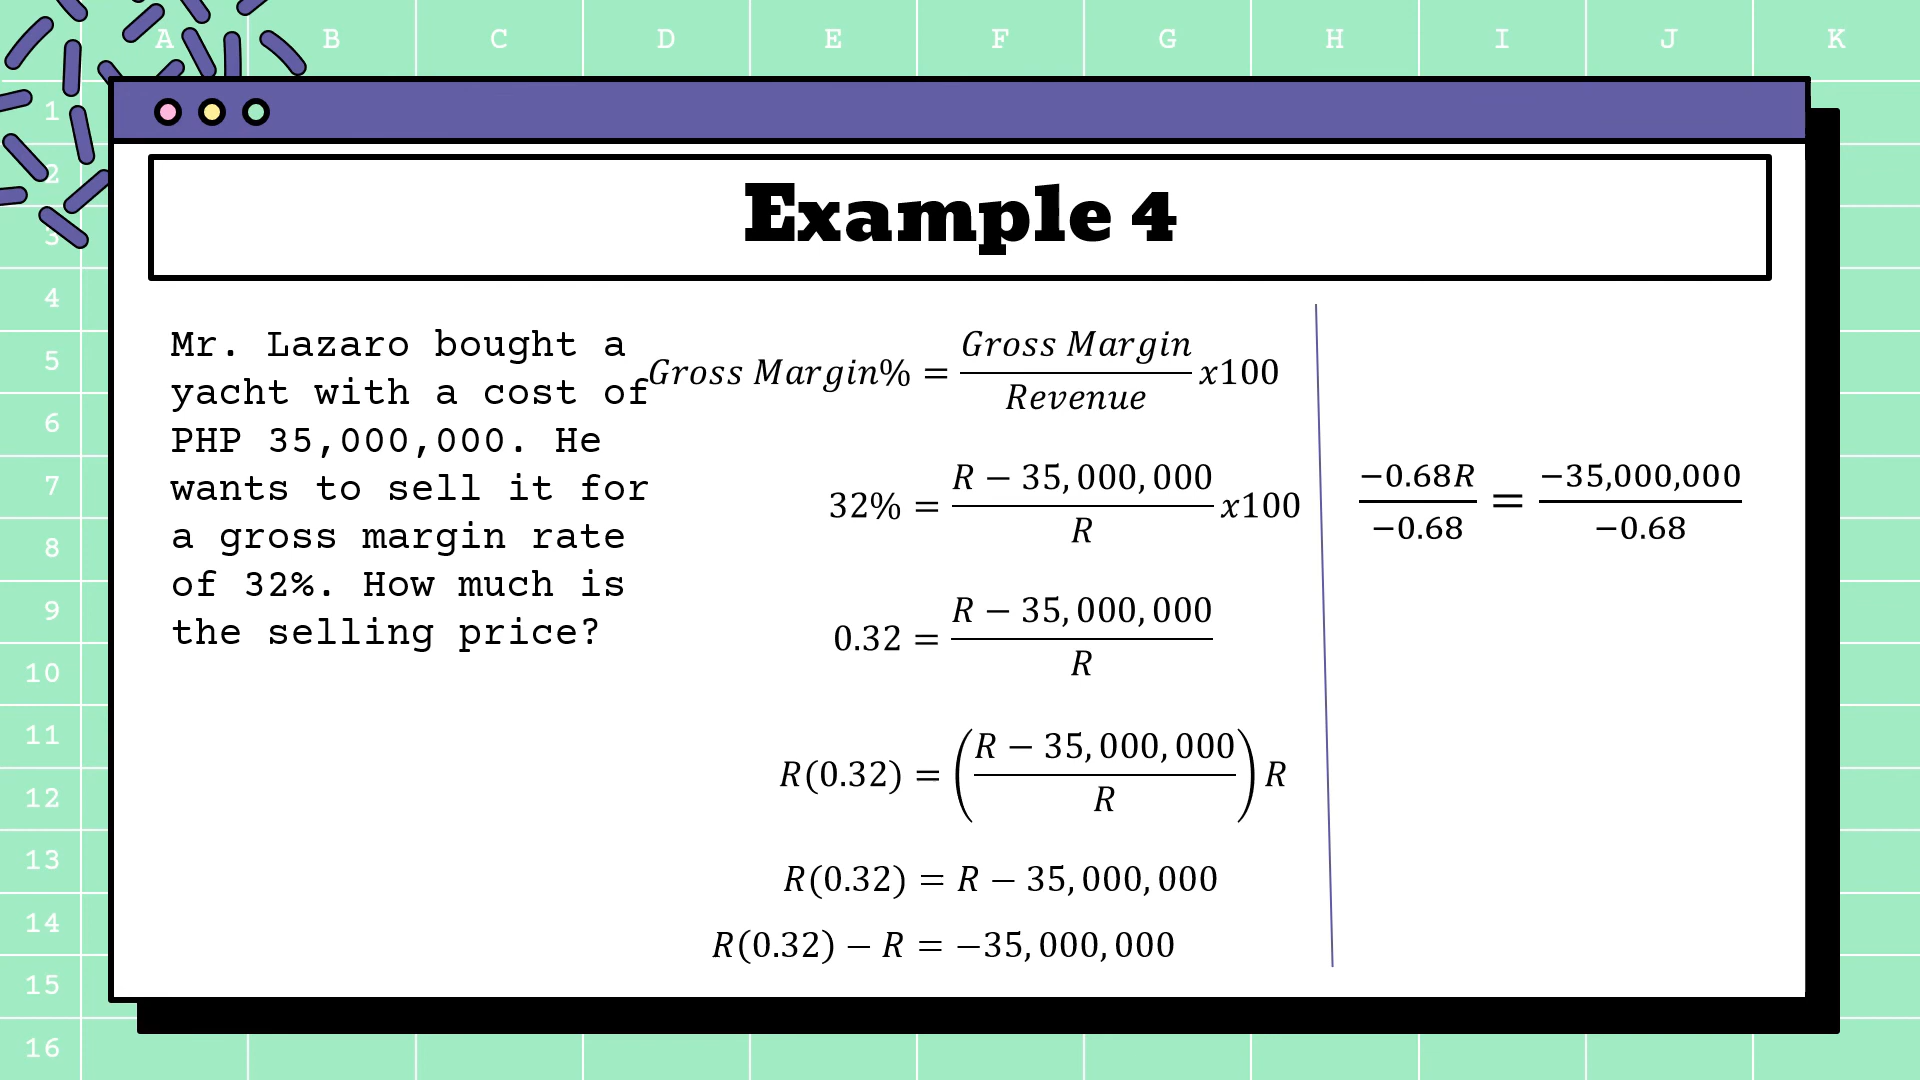 A B C D E F G H I J K
1
2
3
4
5
6
7
8
9
10
11
12
13
14
15
16
Example 4
Mr. Lazaro bought a
yacht with a cost of
PHP 35,000,000. He
wants to sell it for
a gross margin rate
of 32%. How much is
the selling price?
Gross Margin% = Gross Margin / Revenue x100
32% = R − 35,000,000 / R x100
0.32 = R − 35,000,000 / R
R(0.32) = (R − 35,000,000 / R) R
R(0.32) = R − 35,000,000
R(0.32) − R = −35,000,000
−0.68R / −0.68 = −35,000,000 / −0.68